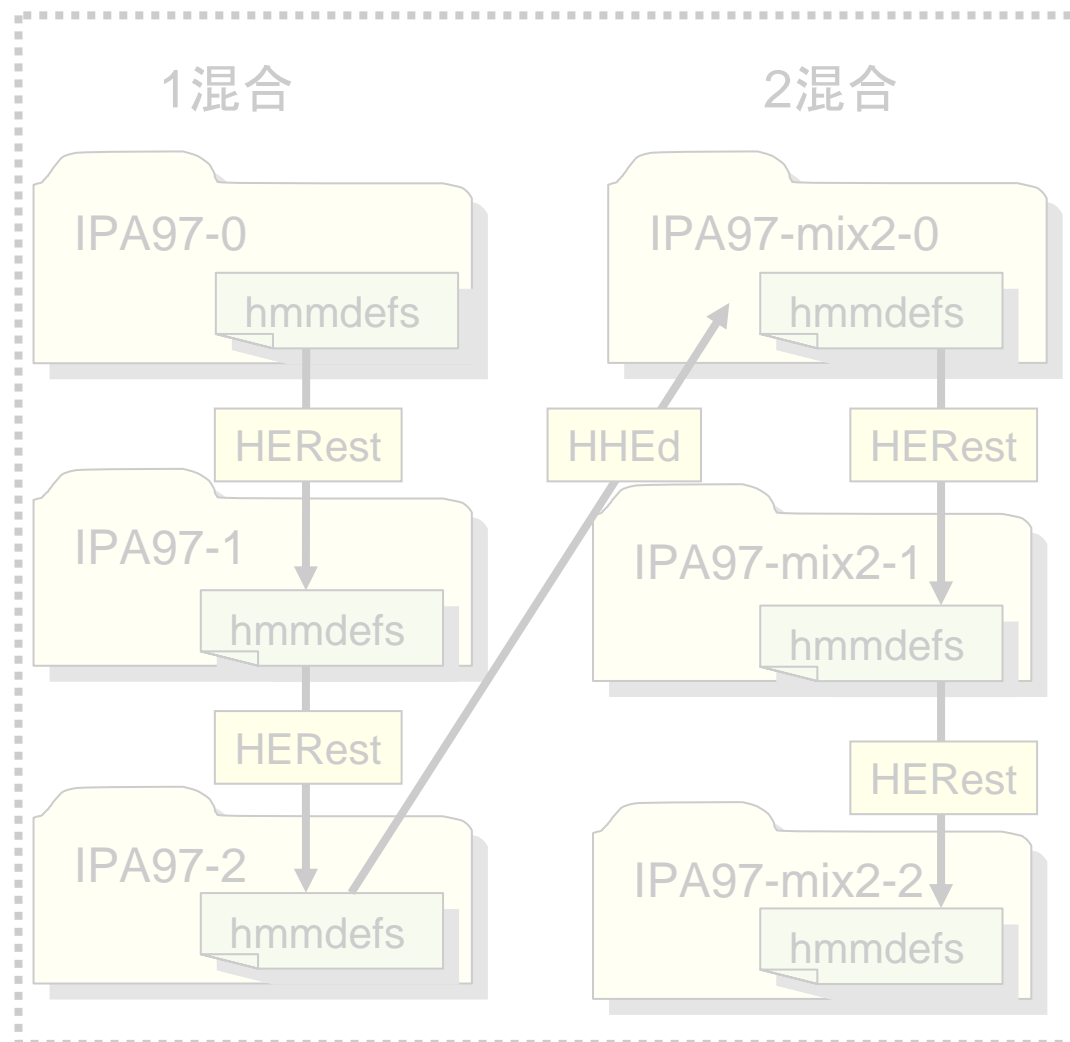 1混合
IPA97-0
hmmdefs
HERest
IPA97-1
hmmdefs
HERest
IPA97-2
hmmdefs
HHEd
2混合
IPA97-mix2-0
hmmdefs
HERest
IPA97-mix2-1
hmmdefs
HERest
IPA97-mix2-2
hmmdefs